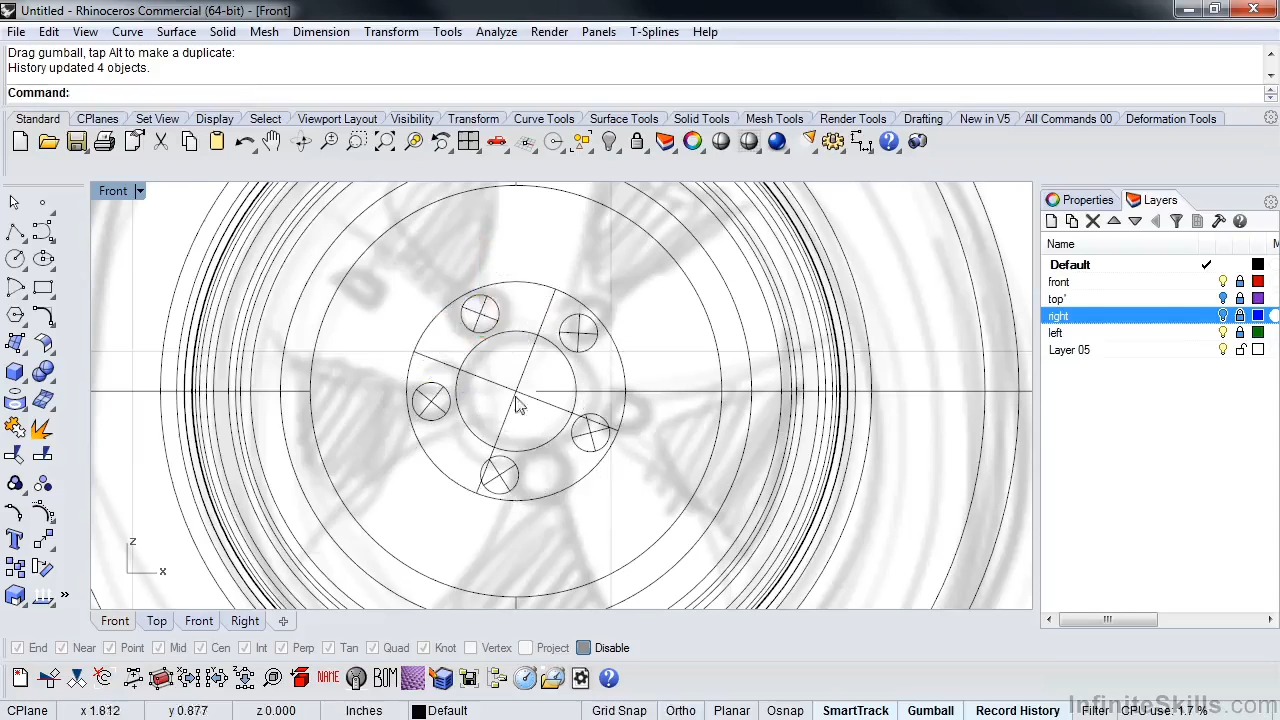 Untitled - Rhinoceros Commercial (64-bit) - [Front]
File Edit View Curve Surface Solid Mesh Dimension Transform Tools Analyze Render Panels T-Splines Help
Drag gumball, tap Alt to make a duplicate:
History updated 4 objects.
Command:
Standard CPlanes Set View Display Select Viewport Layout Visibility Transform Curve Tools Surface Tools Solid Tools Mesh Tools Render Tools Drafting New in V5 All Commands 00 Deformation Tools
Front
Properties Layers
Name M
Default
front
top'
right
left
Layer 05
z
x
Front Top Front Right
End Near Point Mid Cen Int Perp Tan Quad Knot Vertex Project Disable
NAME BOM
CPlane x 1.812 y 0.877 z 0.000 Inches Default Grid Snap Ortho Planar Osnap SmartTrack Gumball Record History Filter CPU use: 1.7 %
InfiniteSkills.com